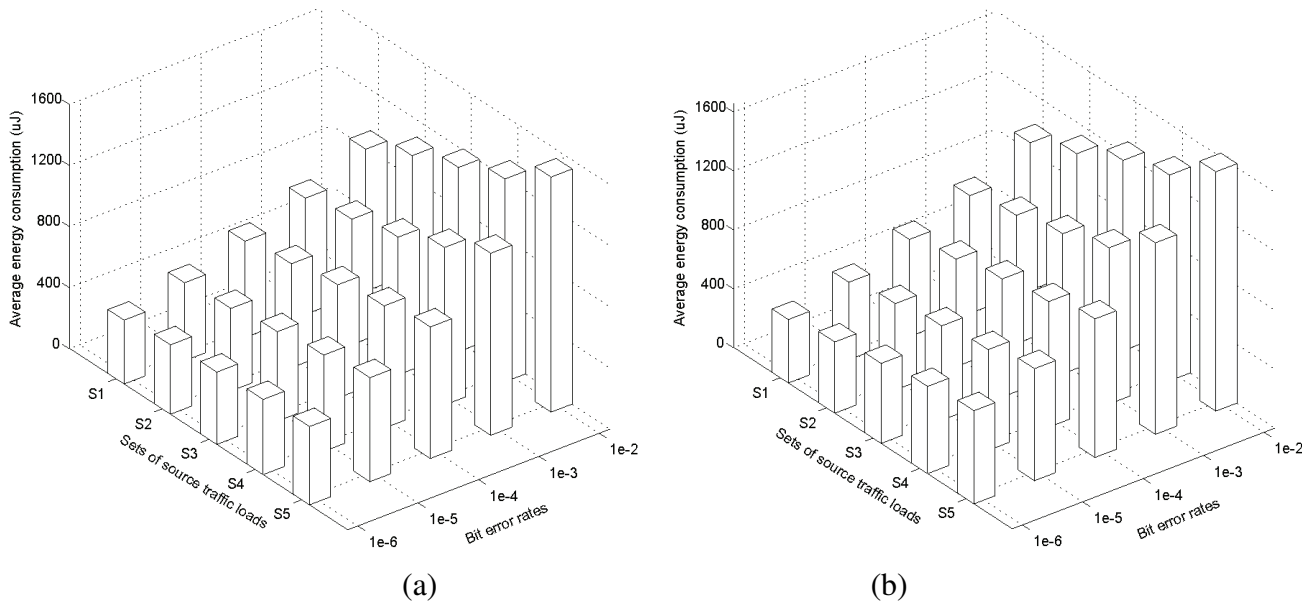 1600
1200
800
400
0
Average energy consumption (uJ)
S1
S2
S3
S4
S5
Sets of source traffic loads
1e-6
1e-5
1e-4
1e-3
1e-2
Bit error rates
(a)
1600
1200
800
400
0
Average energy consumption (uJ)
S1
S2
S3
S4
S5
Sets of source traffic loads
1e-6
1e-5
1e-4
1e-3
1e-2
Bit error rates
(b)